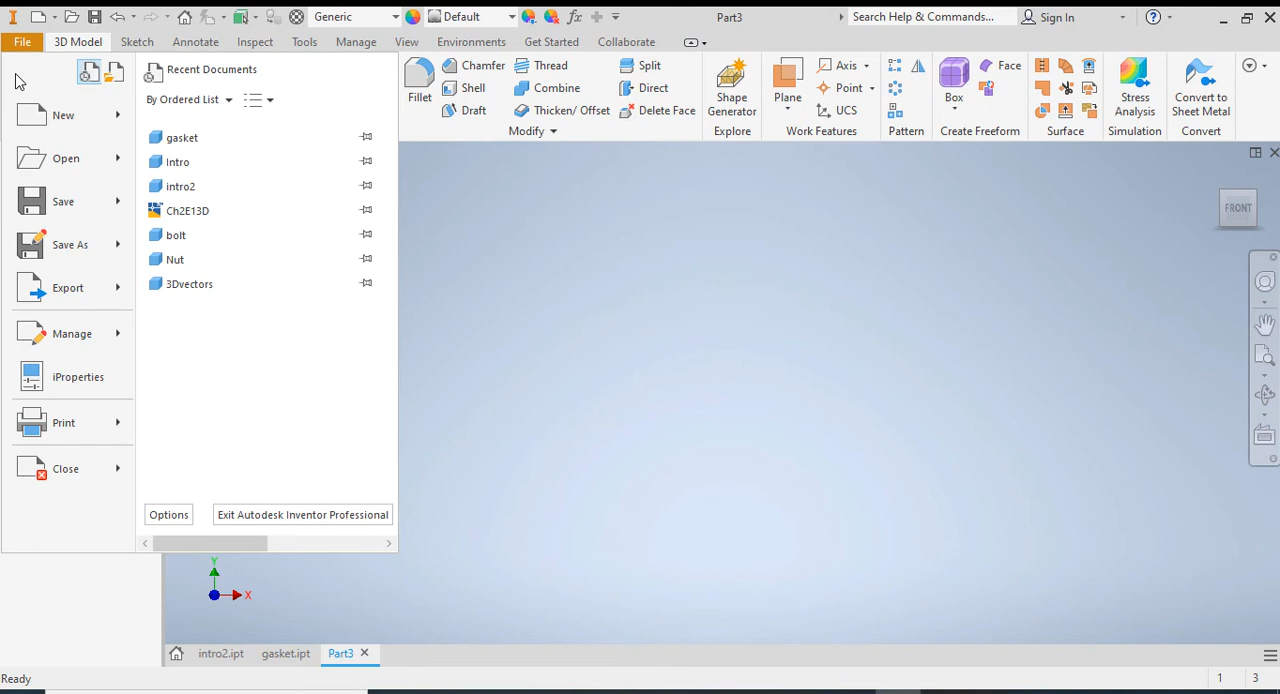 Generic Default fx Part3 Search Help & Commands... Sign In ?
File 3D Model Sketch Annotate Inspect Tools Manage View Environments Get Started Collaborate
Recent Documents
By Ordered List
New
Open
Save
Save As
Export
Manage
iProperties
Print
Close
gasket
Intro
intro2
Ch2E13D
bolt
Nut
3Dvectors
Options Exit Autodesk Inventor Professional
Fillet
Chamfer Thread Split
Shell Combine Direct
Draft Thicken/ Offset Delete Face
Modify
Shape
Generator
Explore
Plane
Axis
Point
UCS
Work Features
Pattern
Box
Face
Create Freeform
Surface
Stress
Analysis
Simulation
Convert to
Sheet Metal
Convert
FRONT
Y
X
intro2.ipt gasket.ipt Part3
Ready 1 3